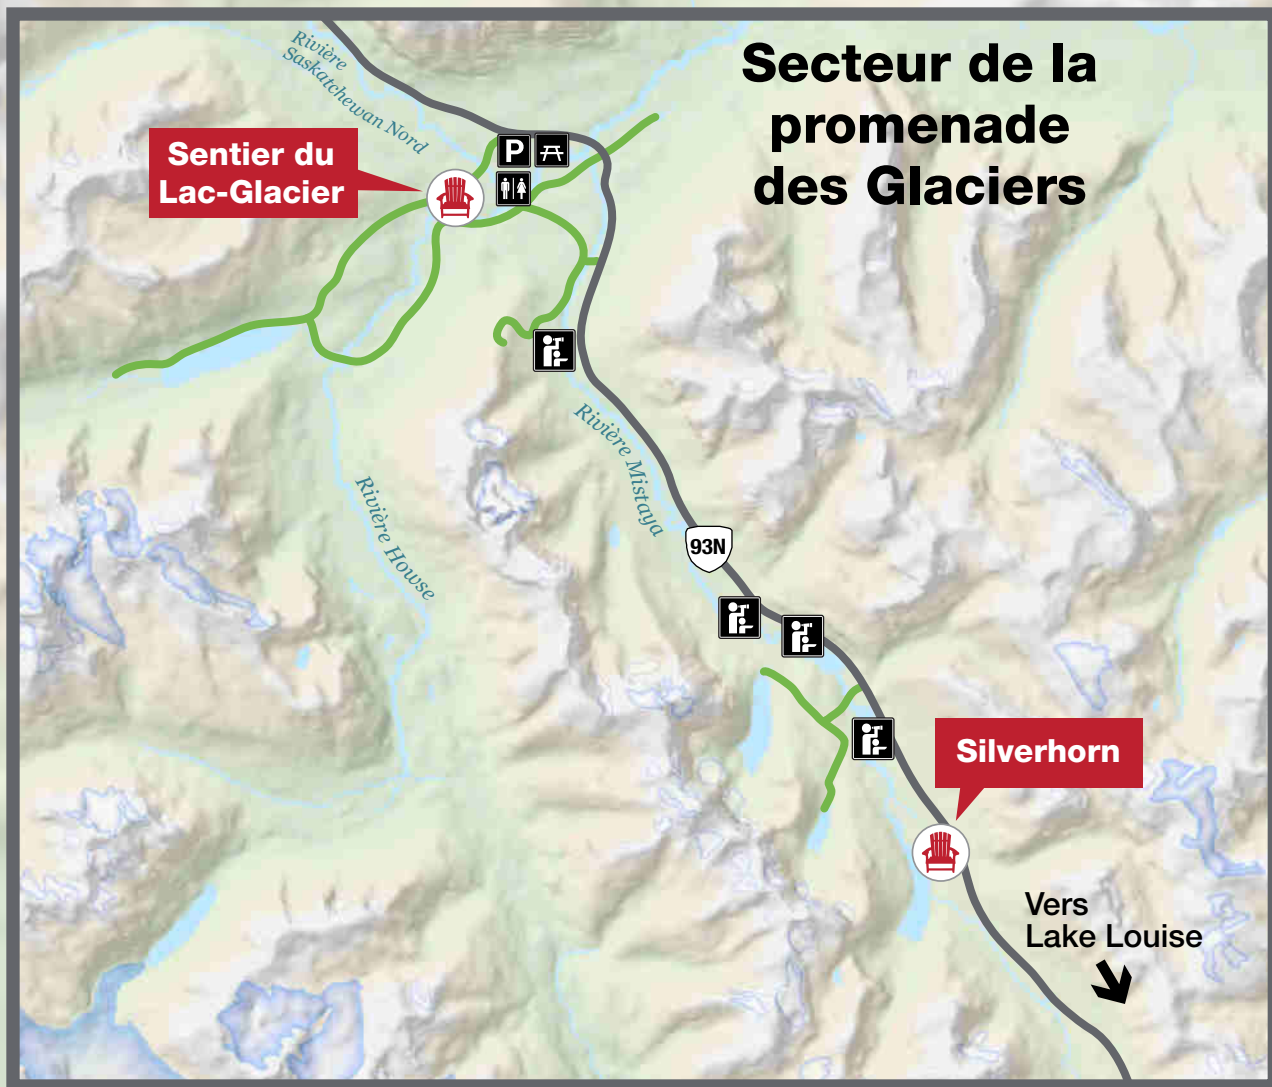 Secteur de la
promenade
des Glaciers
Rivière
Saskatchewan Nord
Sentier du
Lac-Glacier
P
Rivière Mistaya
Rivière Howse
93N
Silverhorn
Vers
Lake Louise